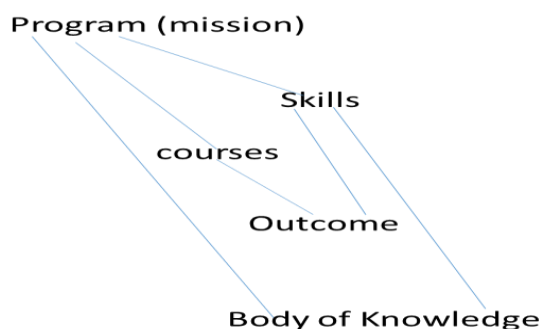 Program (mission)
Skills
courses
Outcome
Body of Knowledge